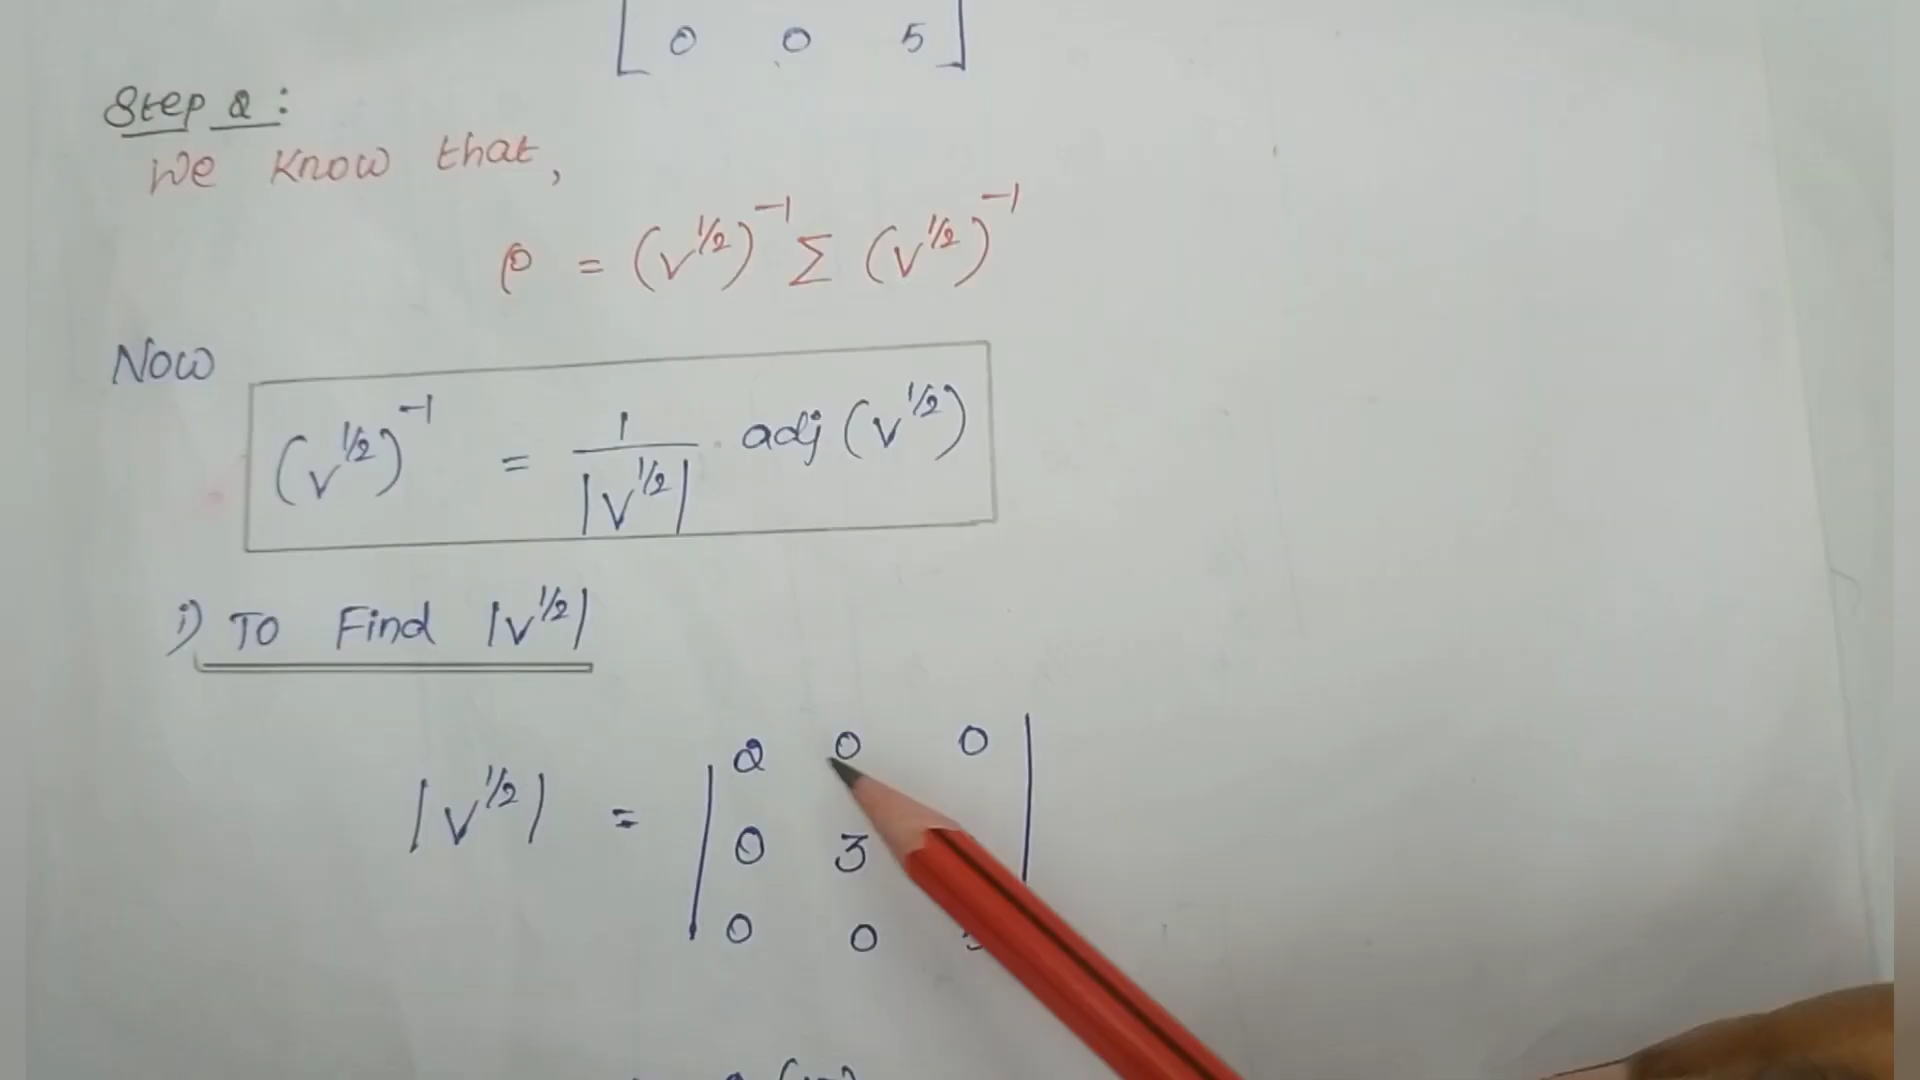 0 0 5
Step 2:
We know that,
ρ = (V^1/2)^-1 Σ (V^1/2)^-1
Now
(V^1/2)^-1 = 1/|V^1/2| adj (V^1/2)
i) To Find |V^1/2|
2 0 0
|V^1/2| = 0 3
0 0